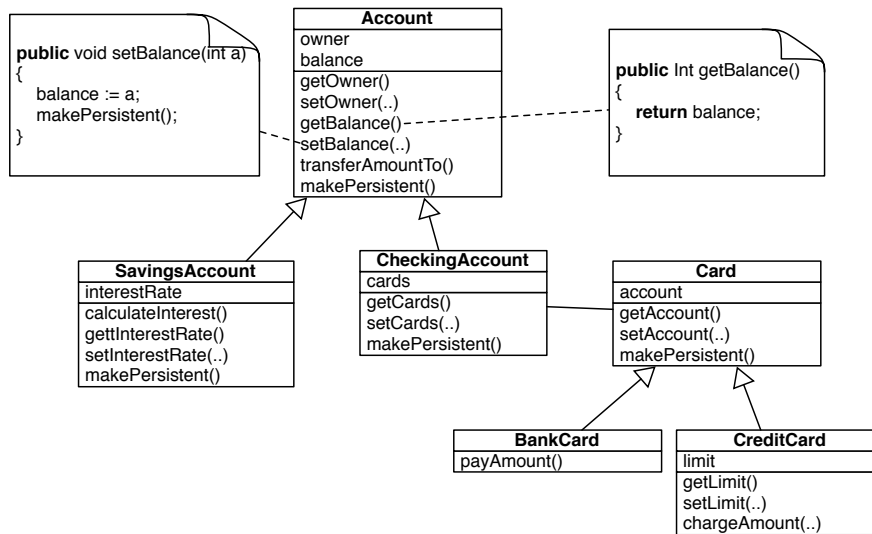 public void setBalance(int a)
{
balance := a;
makePersistent();
}
Account
owner
balance
getOwner()
setOwner(..)
getBalance()
setBalance(..)
transferAmountTo()
makePersistent()
public Int getBalance()
{
return balance;
}
SavingsAccount
interestRate
calculateInterest()
gettInterestRate()
setInterestRate(..)
makePersistent()
CheckingAccount
cards
getCards()
setCards(..)
makePersistent()
Card
account
getAccount()
setAccount(..)
makePersistent()
BankCard
payAmount()
CreditCard
limit
getLimit()
setLimit(..)
chargeAmount(..)